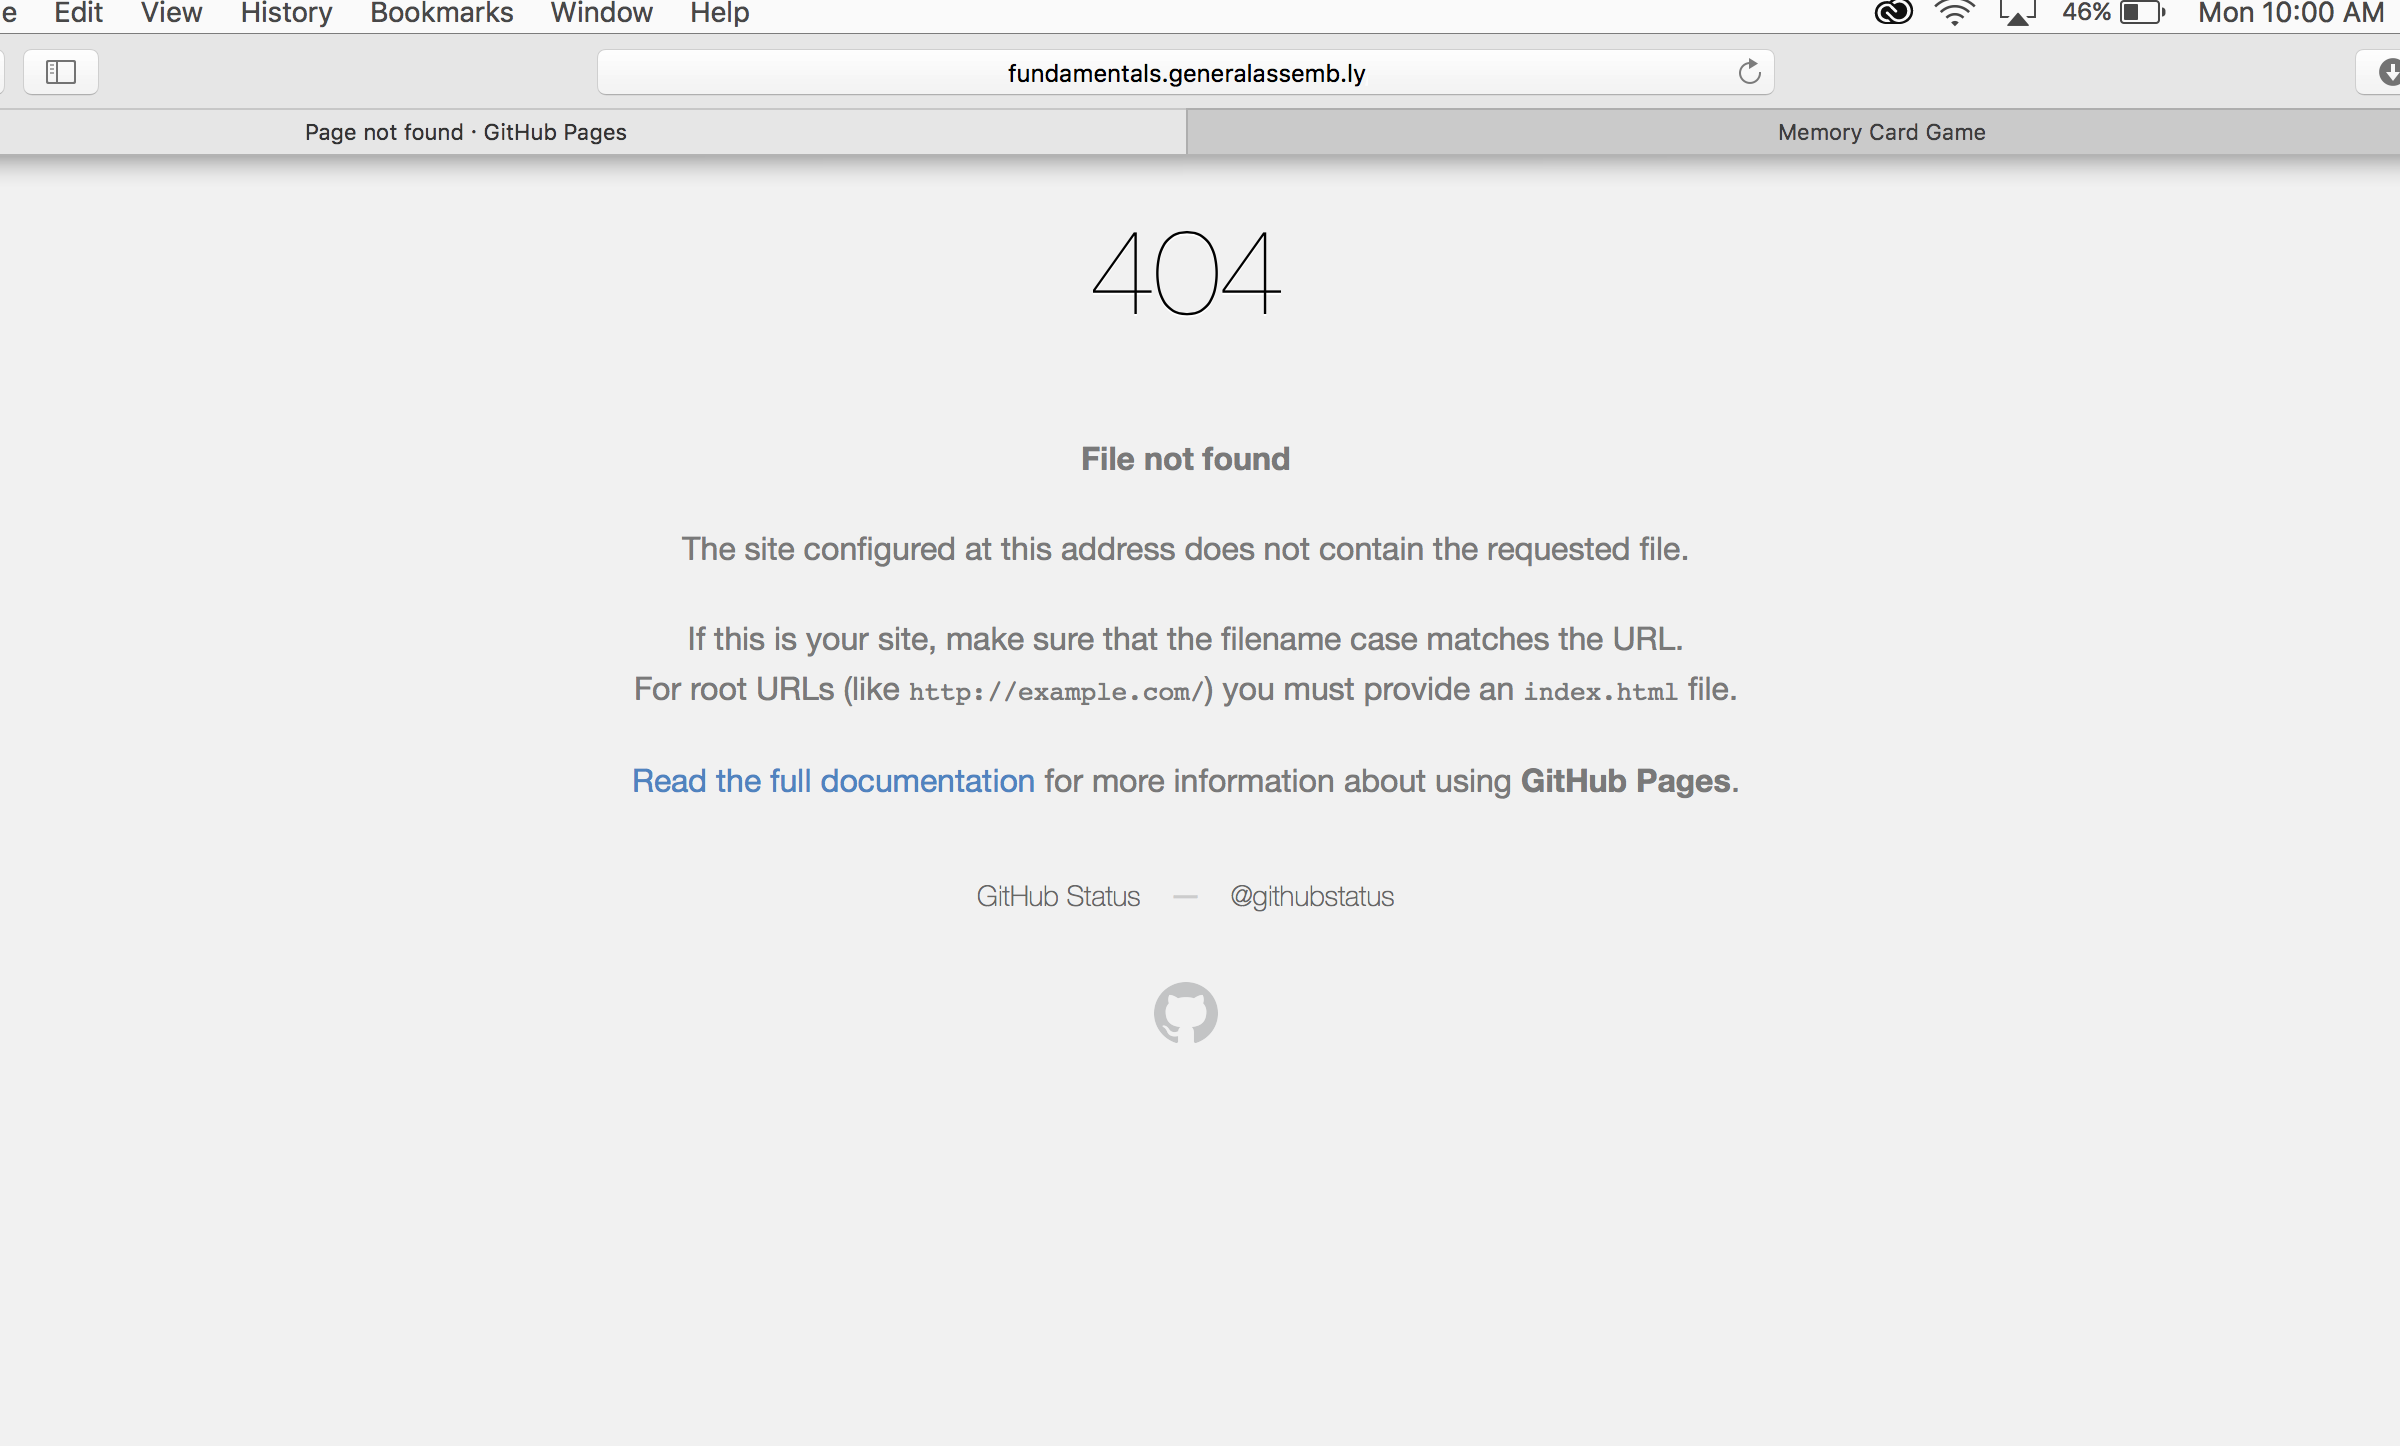 e Edit View History Bookmarks Window Help 46% Mon 10:00 AM
fundamentals.generalassemb.ly
Page not found · GitHub Pages Memory Card Game
404
File not found
The site configured at this address does not contain the requested file.
If this is your site, make sure that the filename case matches the URL.
For root URLs (like http://example.com/) you must provide an index.html file.
Read the full documentation for more information about using GitHub Pages.
GitHub Status — @githubstatus